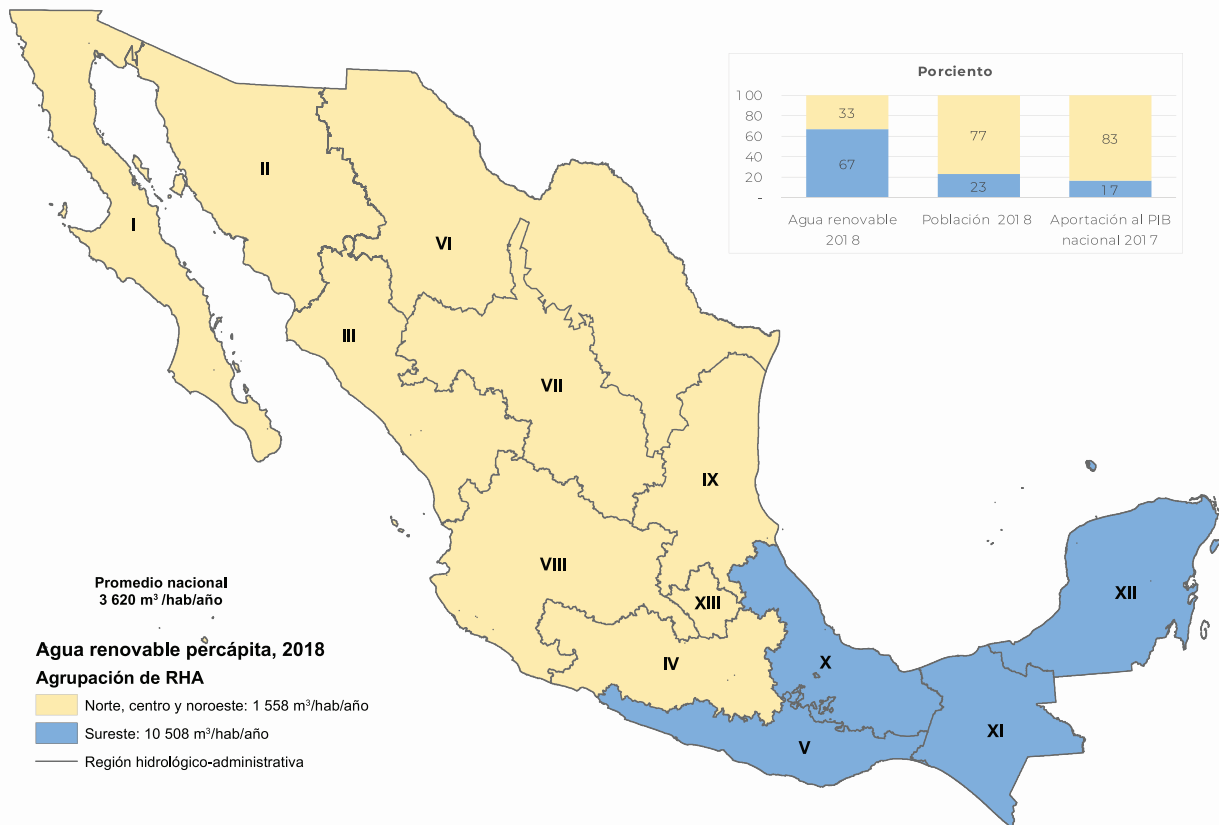 Porciento
100
80
60
40
20
-
33
67
77
23
83
17
Agua renovable
2018
Población 2018
Aportación al PIB
nacional 2017
I
II
III
VI
VII
VIII
IX
XIII
IV
X
V
XI
XII
Promedio nacional
3 620 m³ /hab/año
Agua renovable percápita, 2018
Agrupación de RHA
Norte, centro y noroeste: 1 558 m³/hab/año
Sureste: 10 508 m³/hab/año
Región hidrológico-administrativa